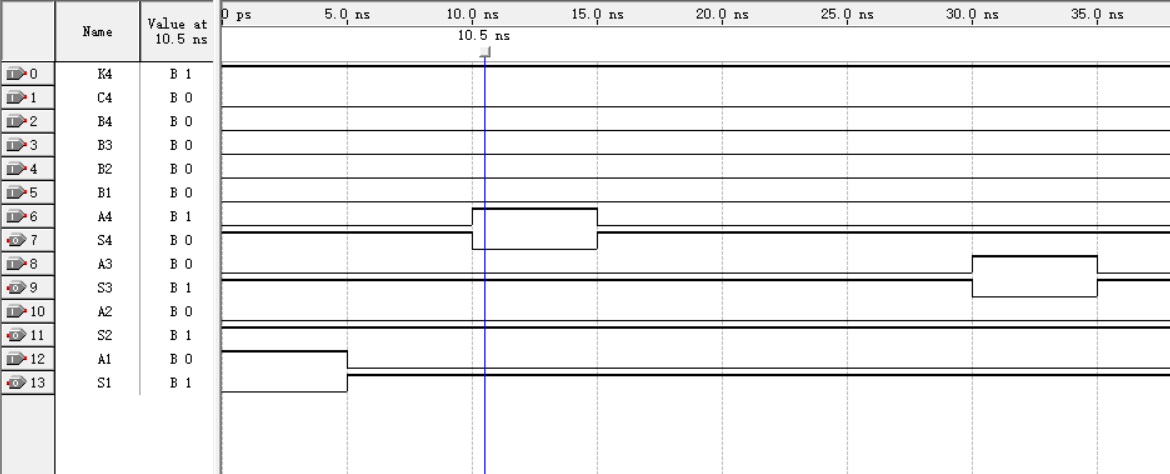 0 ps 5.0 ns 10.0 ns 15.0 ns 20.0 ns 25.0 ns 30.0 ns 35.0 ns
Name Value at 10.5 ns
10.5 ns
0 K4 B 1
1 C4 B 0
2 B4 B 0
3 B3 B 0
4 B2 B 0
5 B1 B 0
6 A4 B 1
7 S4 B 0
8 A3 B 0
9 S3 B 1
10 A2 B 0
11 S2 B 1
12 A1 B 0
13 S1 B 1